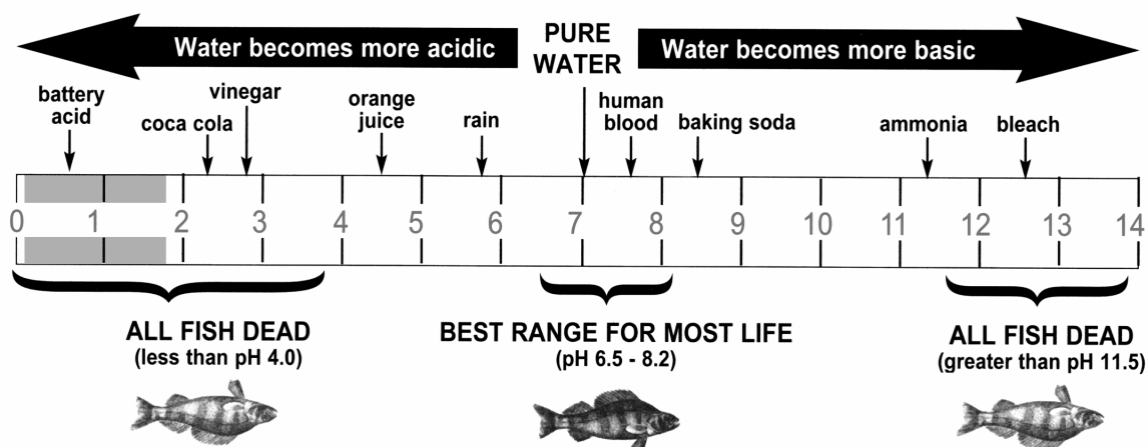 Water becomes more acidic
PURE
WATER
Water becomes more basic
battery
acid
coca cola
vinegar
orange
juice
rain
human
blood
baking soda
ammonia
bleach
0 1 2 3 4 5 6 7 8 9 10 11 12 13 14
ALL FISH DEAD
(less than pH 4.0)
BEST RANGE FOR MOST LIFE
(pH 6.5 - 8.2)
ALL FISH DEAD
(greater than pH 11.5)